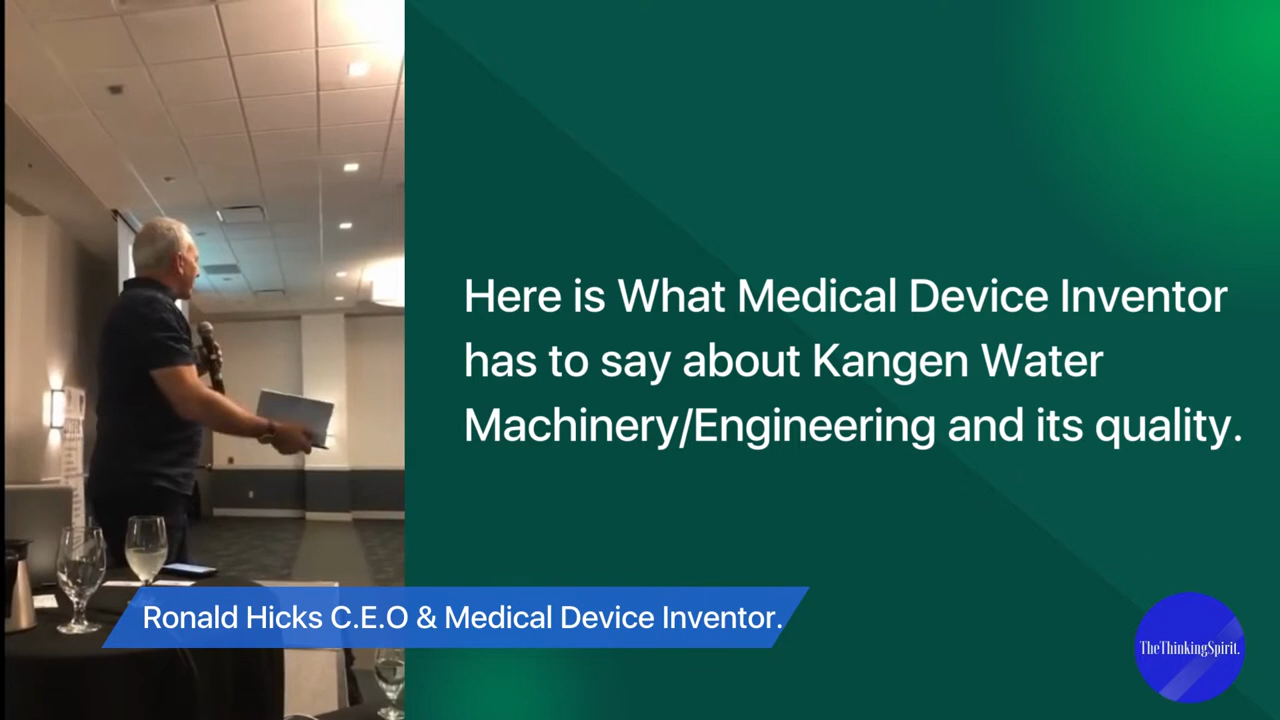 Here is What Medical Device Inventor
has to say about Kangen Water
Machinery/Engineering and its quality.
Ronald Hicks C.E.O & Medical Device Inventor.
TheThinkingSpirit.